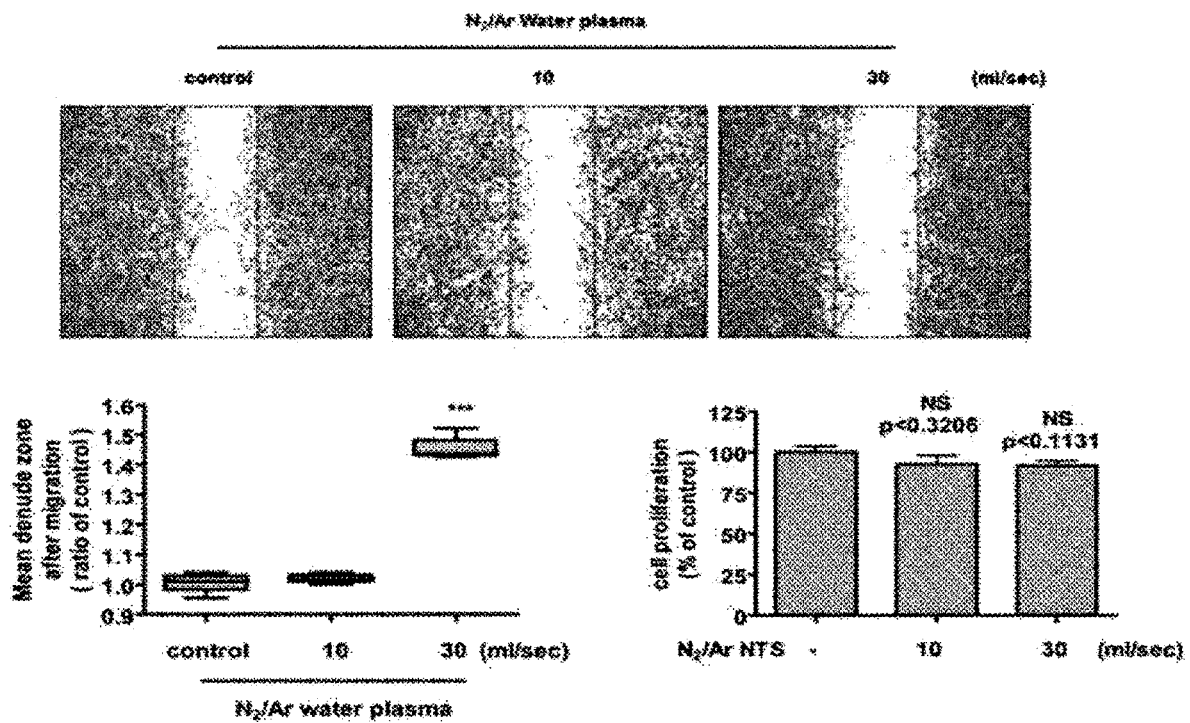 N₂/Ar Water plasma
control 10 30 (ml/sec)
Mean denude zone
after migration
( ratio of control )
1.6
1.5
1.4
1.3
1.2
1.1
1.0
0.9
***
control 10 30 (ml/sec)
N₂/Ar water plasma
cell proliferation
(% of control )
125
100
75
50
25
0
NS
p<0.3206
NS
p<0.1131
N₂/Ar NTS - 10 30 (ml/sec)